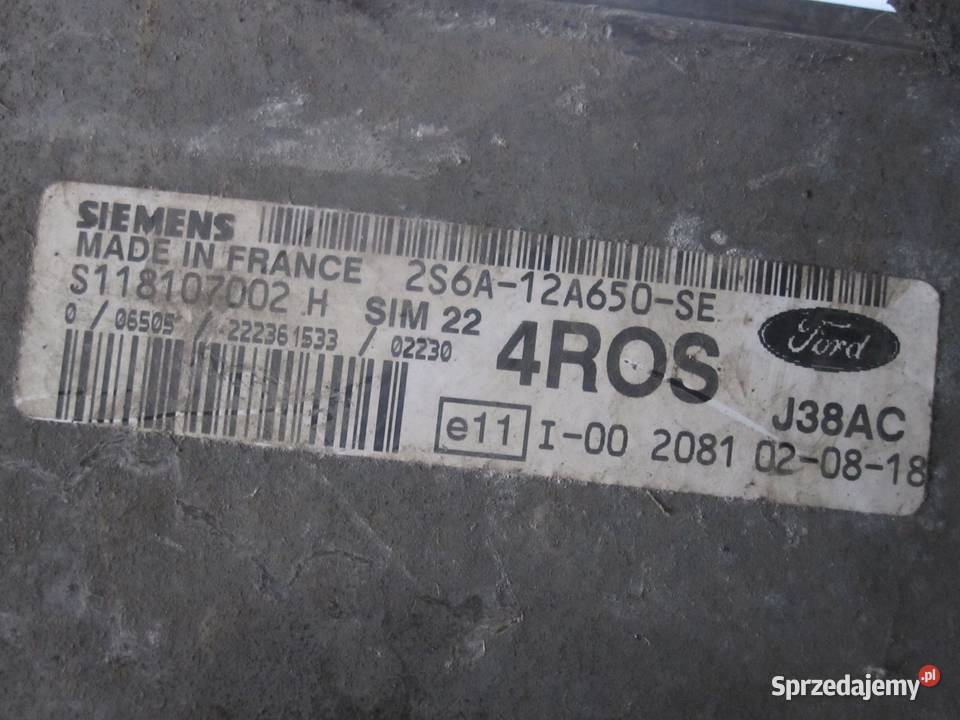 SIEMENS
MADE IN FRANCE
S118107002 H
2S6A-12A650-SE
0 / 06505 / 222361533 / 02230
SIM 22
4ROS
Ford
J38AC
e11 I-00 2081 02-08-18
Sprzedajemy.pl